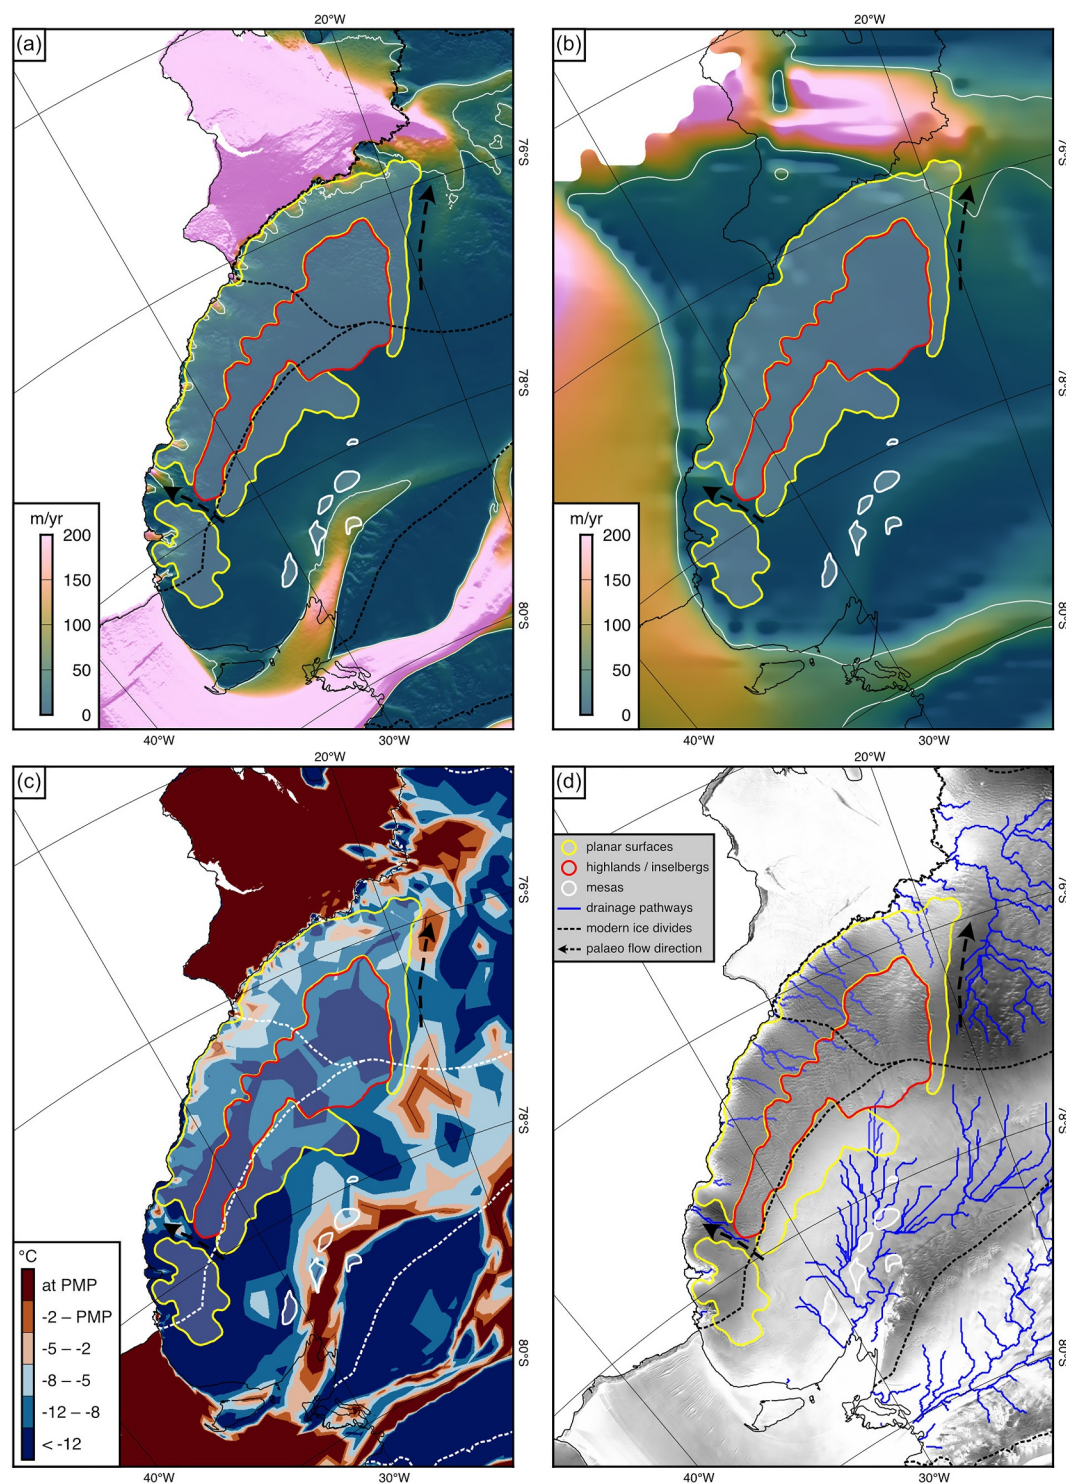 20°W
20°W
(a)
(b)
76°S
76°S
78°S
78°S
m/yr
200
150
100
50
0
m/yr
200
150
100
50
0
80°S
80°S
40°W
30°W
40°W
30°W
20°W
20°W
(c)
(d)
planar surfaces
highlands / inselbergs
mesas
drainage pathways
modern ice divides
palaeo flow direction
76°S
76°S
78°S
78°S
°C
at PMP
-2 – PMP
-5 – -2
-8 – -5
-12 – -8
< -12
80°S
80°S
40°W
30°W
40°W
30°W